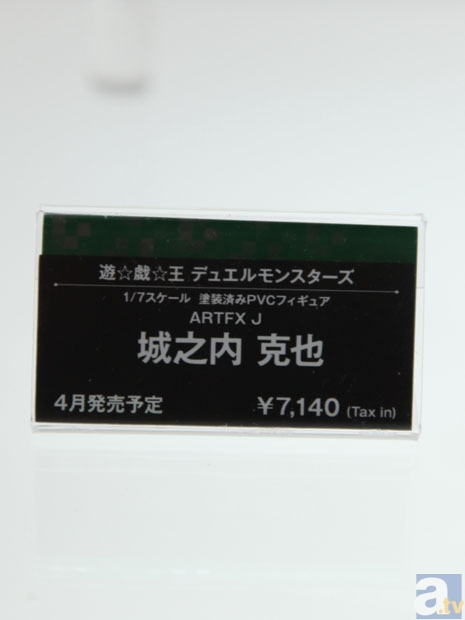 遊☆戯☆王 デュエルモンスターズ
1/7スケール 塗装済みPVCフィギュア
ARTFX J
城之内 克也
4月発売予定 ￥7,140 (Tax in)
a.tv